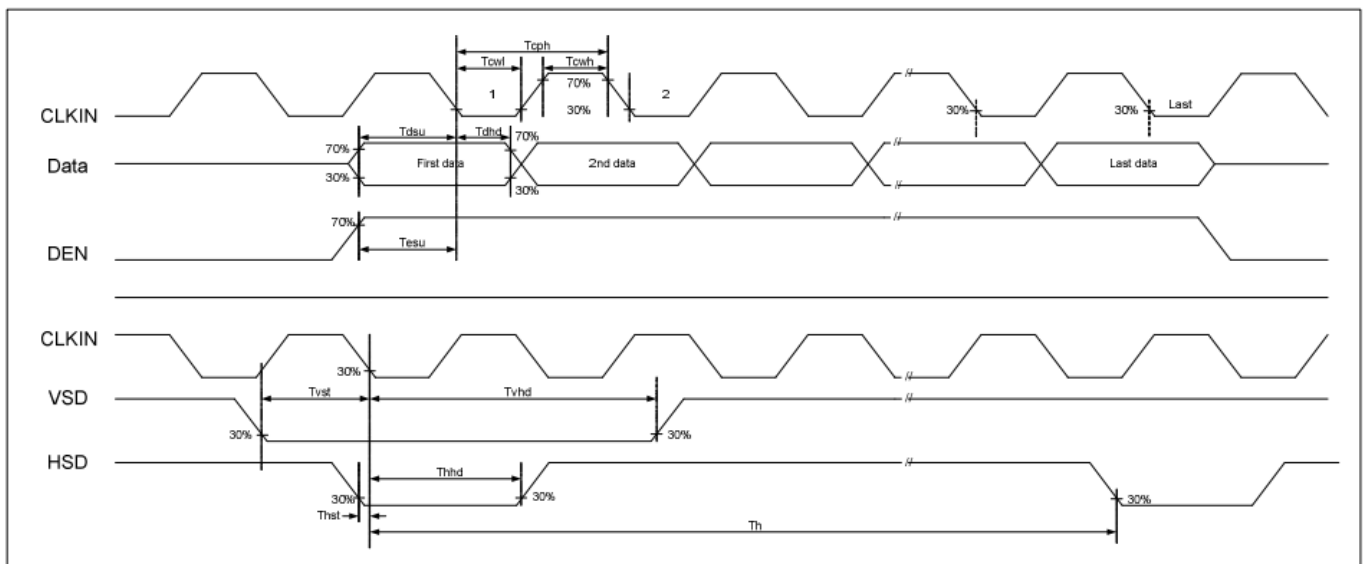 Tcph
Tcwl Tcwh
CLKIN 1 70% 30% 2 // 30% 30% Last
Tdsu Tdhd
Data 70% 30% First data 70% 30% 2nd data // // Last data
DEN 70% Tesu //
CLKIN 30% //
VSD 30% Tvst Tvhd 30% //
HSD 30% Thhd 30% // 30%
Thst Th